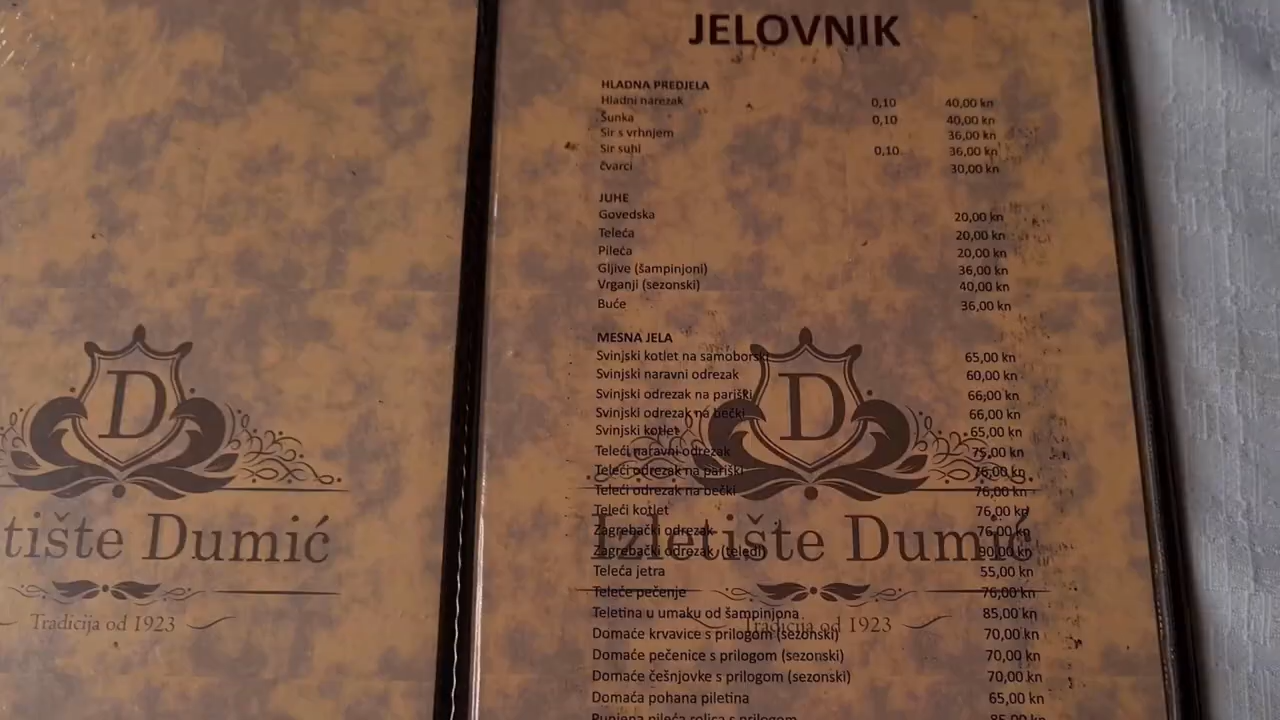 JELOVNIK
HLADNA PREDJELA
Hladni narezak 0,10 40,00 kn
Šunka 0,10 40,00 kn
Sir s vrhnjem 36,00 kn
Sir suhi 0,10 36,00 kn
čvarci 30,00 kn
JUHE
Govedska 20,00 kn
Teleća 20,00 kn
Pileća 20,00 kn
Gljive (šampinjoni) 36,00 kn
Vrganji (sezonski) 40,00 kn
Buće 36,00 kn
MESNA JELA
Svinjski kotlet na samoborski 65,00 kn
Svinjski naravni odrezak 60,00 kn
Svinjski odrezak na pariški 66,00 kn
Svinjski odrezak na bečki 66,00 kn
Svinjski kotlet 65,00 kn
Teleći naravni odrezak 75,00 kn
Teleći odrezak na pariški 76,00 kn
Teleći odrezak na bečki 76,00 kn
Teleći kotlet 76,00 kn
Zagrebački odrezak 76,00 kn
Zagrebački odrezak (teleći) 90,00 kn
Teleća jetra 55,00 kn
Teleće pečenje 76,00 kn
Teletina u umaku od šampinjona 85,00 kn
Domaće krvavice s prilogom (sezonski) 70,00 kn
Domaće pečenice s prilogom (sezonski) 70,00 kn
Domaće češnjovke s prilogom (sezonski) 70,00 kn
Domaća pohana piletina 65,00 kn
Punjena pileća rolica s prilogom 85,00 kn
D
Izletište Dumić
Tradicija od 1923
D
tište Dumić
Tradicija od 1923